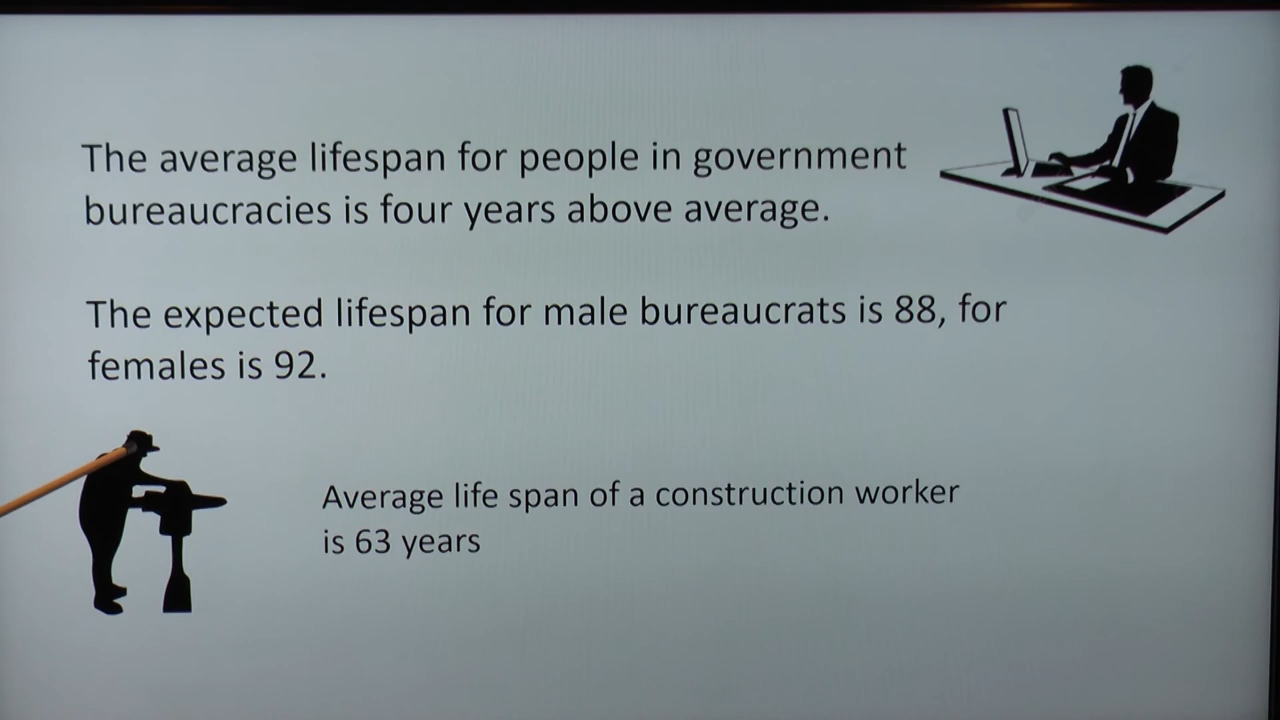 The average lifespan for people in government
bureaucracies is four years above average.
The expected lifespan for male bureaucrats is 88, for
females is 92.
Average life span of a construction worker
is 63 years